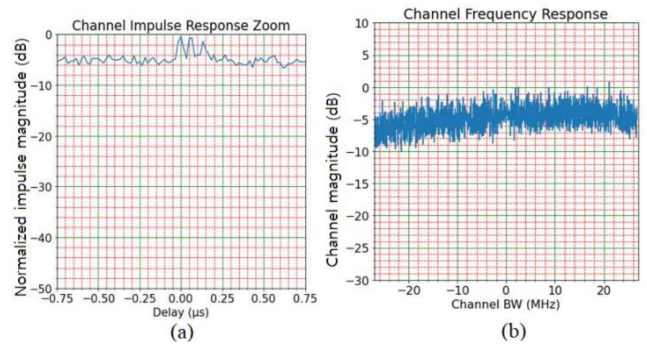 Channel Impulse Response Zoom
Normalized impulse magnitude (dB)
0
−10
−20
−30
−40
−50
−0.75 −0.50 −0.25 0.00 0.25 0.50 0.75
Delay (µs)
(a)
Channel Frequency Response
Channel magnitude (dB)
10
5
0
−5
−10
−15
−20
−25
−30
−20 −10 0 10 20
Channel BW (MHz)
(b)